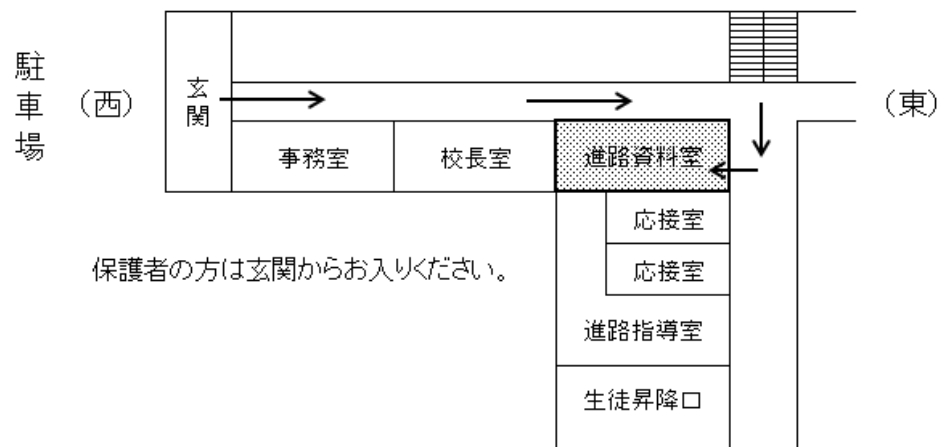 駐車場
（西）
玄関
（東）
事務室
校長室
進路資料室
応接室
保護者の方は玄関からお入りください。
応接室
進路指導室
生徒昇降口